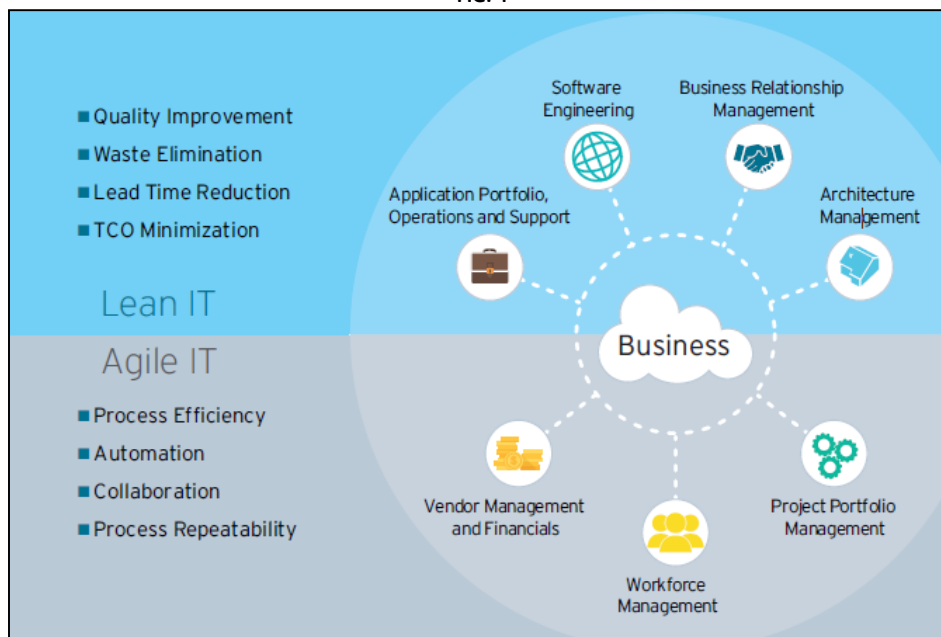 Quality Improvement
Waste Elimination
Lead Time Reduction
TCO Minimization
Lean IT
Agile IT
Process Efficiency
Automation
Collaboration
Process Repeatability
Software
Engineering
Business Relationship
Management
Application Portfolio,
Operations and Support
Architecture
Management
Business
Vendor Management
and Financials
Workforce
Management
Project Portfolio
Management